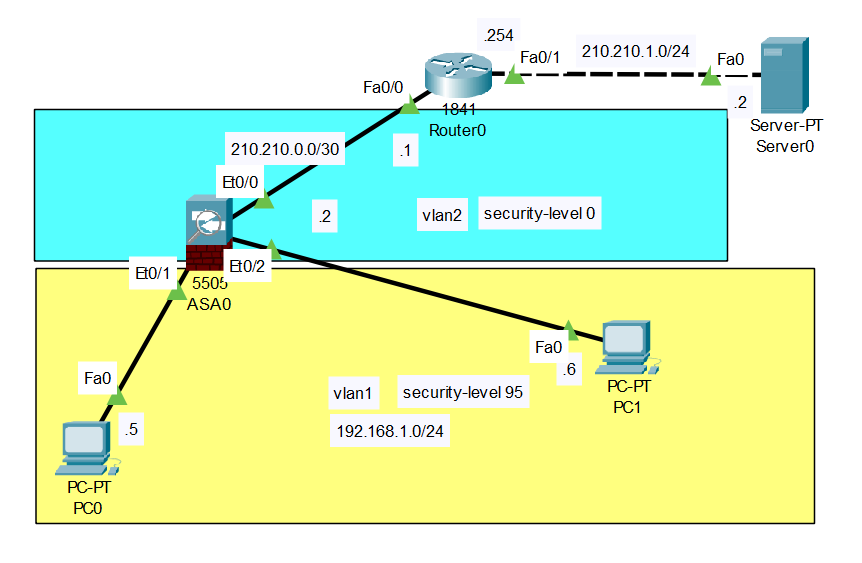 .254
210.210.1.0/24
Fa0/1
Fa0
Fa0/0
.2
1841
Router0
Server-PT
Server0
210.210.0.0/30
.1
Et0/0
.2
vlan2
security-level 0
Et0/1
Et0/2
5505
ASA0
Fa0
.6
PC-PT
PC1
Fa0
vlan1
security-level 95
.5
192.168.1.0/24
PC-PT
PC0